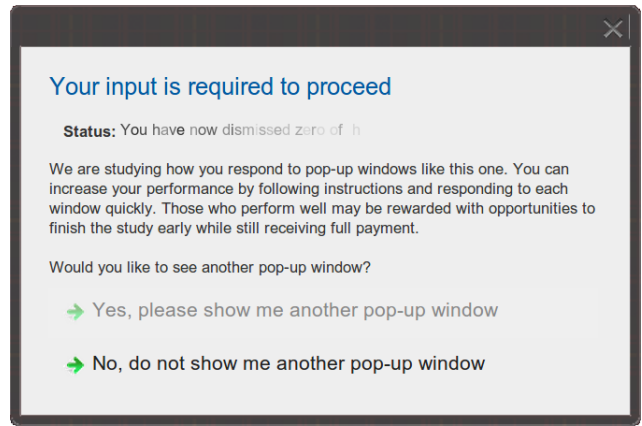 Your input is required to proceed
Status: You have now dismissed zero of h
We are studying how you respond to pop-up windows like this one. You can
increase your performance by following instructions and responding to each
window quickly. Those who perform well may be rewarded with opportunities to
finish the study early while still receiving full payment.
Would you like to see another pop-up window?
Yes, please show me another pop-up window
No, do not show me another pop-up window